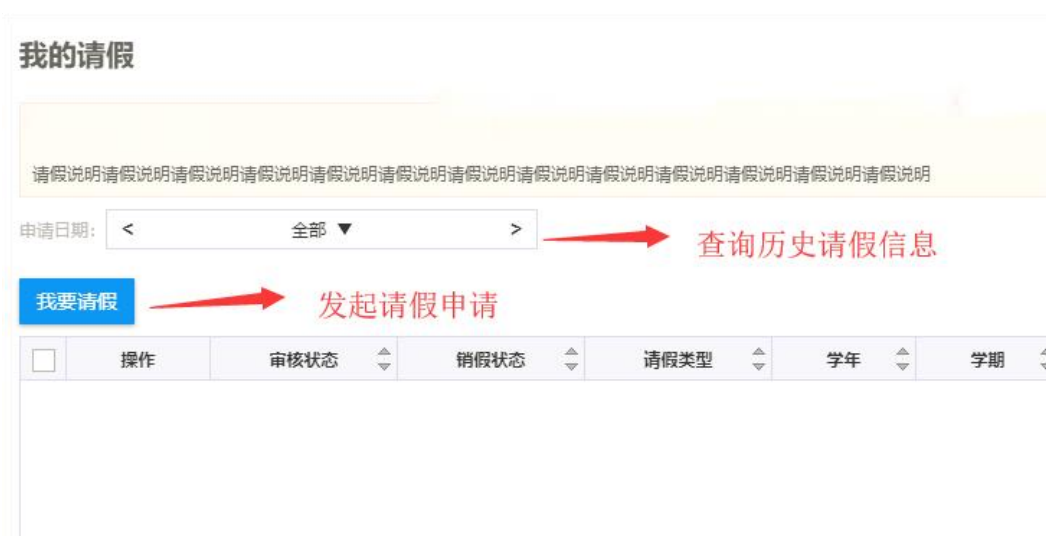 我的请假
请假说明请假说明请假说明请假说明请假说明请假说明请假说明请假说明请假说明请假说明请假说明请假说明请假说明
申请日期: < 全部 ▼ > 查询历史请假信息
我要请假 发起请假申请
操作 审核状态 销假状态 请假类型 学年 学期